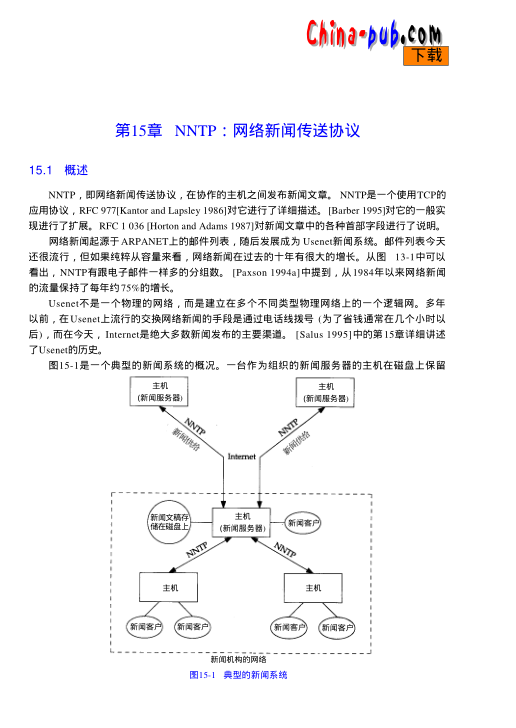 China-pub.com
下载
第15章 NNTP：网络新闻传送协议
15.1 概述
NNTP，即网络新闻传送协议，在协作的主机之间发布新闻文章。 NNTP是一个使用TCP的
应用协议，RFC 977[Kantor and Lapsley 1986]对它进行了详细描述。[Barber 1995]对它的一般实
现进行了扩展。RFC 1 036 [Horton and Adams 1987]对新闻文章中的各种首部字段进行了说明。
网络新闻起源于 ARPANET上的邮件列表，随后发展成为 Usenet新闻系统。邮件列表今天
还很流行，但如果纯粹从容量来看，网络新闻在过去的十年有很大的增长。从图 13-1中可以
看出，NNTP有跟电子邮件一样多的分组数。 [Paxson 1994a]中提到，从1984年以来网络新闻
的流量保持了每年约 75%的增长。
Usenet不是一个物理的网络，而是建立在多个不同类型物理网络上的一个逻辑网。多年
以前，在 Usenet上流行的交换网络新闻的手段是通过电话线拨号 (为了省钱通常在几个小时以
后)，而在今天， Internet是绝大多数新闻发布的主要渠道。 [Salus 1995]中的第15章详细讲述
了Usenet的历史。
图15-1是一个典型的新闻系统的概况。一台作为组织的新闻服务器的主机在磁盘上保留
主机
(新闻服务器)
主机
(新闻服务器)
NNTP
新闻供给
NNTP
新闻供给
Internet
新闻文稿存
储在磁盘上
主机
(新闻服务器)
新闻客户
NNTP
NNTP
主机
主机
新闻客户
新闻客户
新闻客户
新闻客户
新闻机构的网络
图15-1 典型的新闻系统